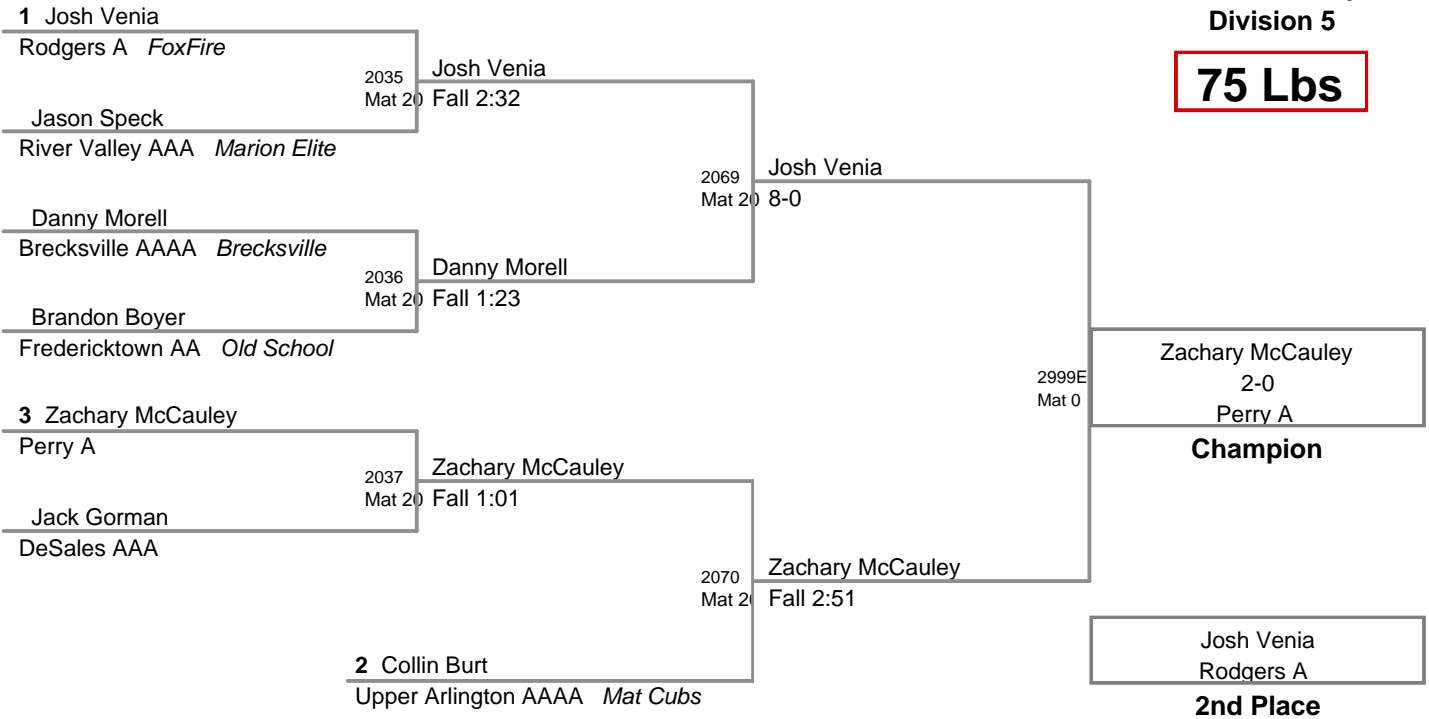 Division 5
75 Lbs
1 Josh Venia
Rodgers A FoxFire
2035 Josh Venia
Mat 20 Fall 2:32
Jason Speck
River Valley AAA Marion Elite
2069 Josh Venia
Mat 20 8-0
Danny Morell
Brecksville AAAA Brecksville
2036 Danny Morell
Mat 20 Fall 1:23
Brandon Boyer
Fredericktown AA Old School
2999E
Mat 0
Zachary McCauley
2-0
Perry A
Champion
3 Zachary McCauley
Perry A
2037 Zachary McCauley
Mat 20 Fall 1:01
Jack Gorman
DeSales AAA
2070 Zachary McCauley
Mat 20 Fall 2:51
2 Collin Burt
Upper Arlington AAAA Mat Cubs
Josh Venia
Rodgers A
2nd Place